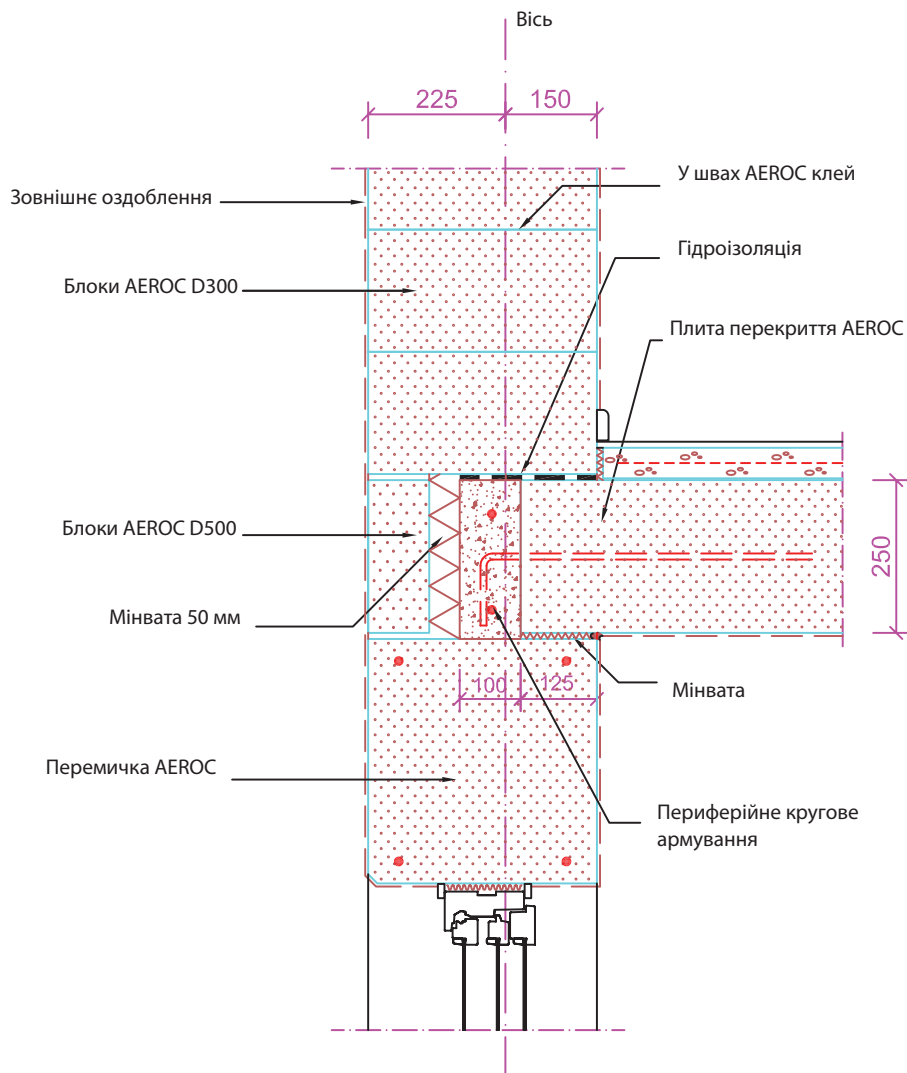 Вісь
225
150
У швах AEROC клей
Зовнішнє оздоблення
Гідроізоляція
Блоки AEROC D300
Плита перекриття AEROC
Блоки AEROC D500
250
Мінвата 50 мм
100
125
Мінвата
Перемичка AEROC
Периферійне кругове
армування